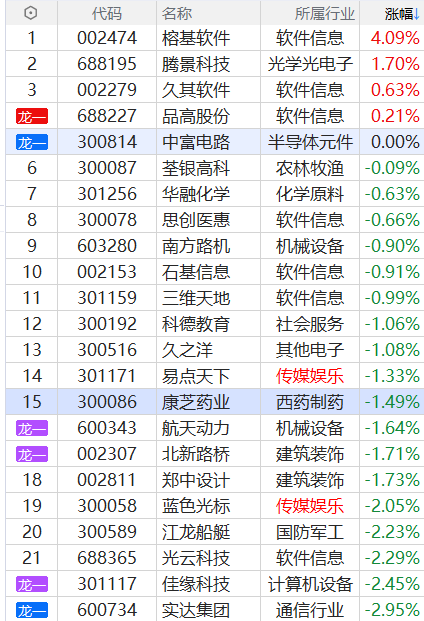 代码 名称 所属行业 涨幅↓
1 002474 榕基软件 软件信息 4.09%
2 688195 腾景科技 光学光电子 1.70%
3 002279 久其软件 软件信息 0.63%
龙一 688227 品高股份 软件信息 0.21%
龙一 300814 中富电路 半导体元件 0.00%
6 300087 荃银高科 农林牧渔 -0.09%
7 301256 华融化学 化学原料 -0.63%
8 300078 思创医惠 软件信息 -0.66%
9 603280 南方路机 机械设备 -0.90%
10 002153 石基信息 软件信息 -0.91%
11 301159 三维天地 软件信息 -0.99%
12 300192 科德教育 社会服务 -1.06%
13 300516 久之洋 其他电子 -1.08%
14 301171 易点天下 传媒娱乐 -1.33%
15 300086 康芝药业 西药制药 -1.49%
龙一 600343 航天动力 机械设备 -1.64%
龙一 002307 北新路桥 建筑装饰 -1.71%
18 002811 郑中设计 建筑装饰 -1.73%
19 300058 蓝色光标 传媒娱乐 -2.05%
20 300589 江龙船艇 国防军工 -2.23%
21 688365 光云科技 软件信息 -2.29%
龙一 301117 佳缘科技 计算机设备 -2.45%
龙一 600734 实达集团 通信行业 -2.95%